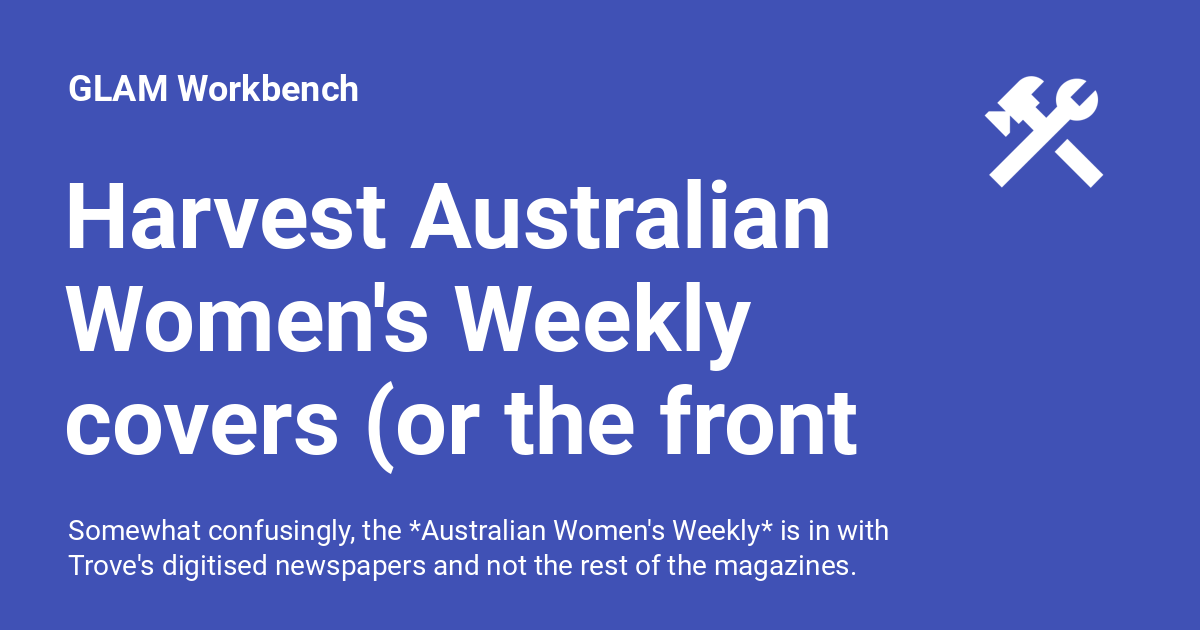 GLAM Workbench
Harvest Australian
Women's Weekly
covers (or the front
Somewhat confusingly, the *Australian Women's Weekly* is in with
Trove's digitised newspapers and not the rest of the magazines.